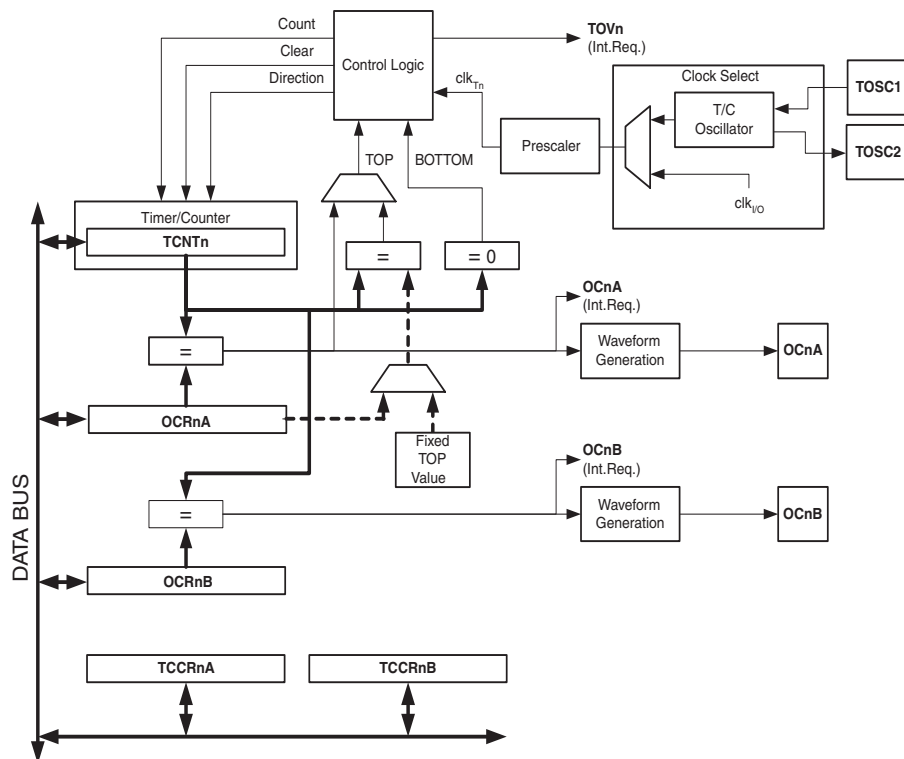 Count
Clear
Direction
Control Logic
TOVn
(Int.Req.)
clkTn
Clock Select
T/C
Oscillator
TOSC1
TOSC2
Prescaler
clkI/O
TOP
BOTTOM
Timer/Counter
TCNTn
=
= 0
OCnA
(Int.Req.)
=
Waveform
Generation
OCnA
OCRnA
Fixed
TOP
Value
OCnB
(Int.Req.)
=
Waveform
Generation
OCnB
OCRnB
DATA BUS
TCCRnA
TCCRnB